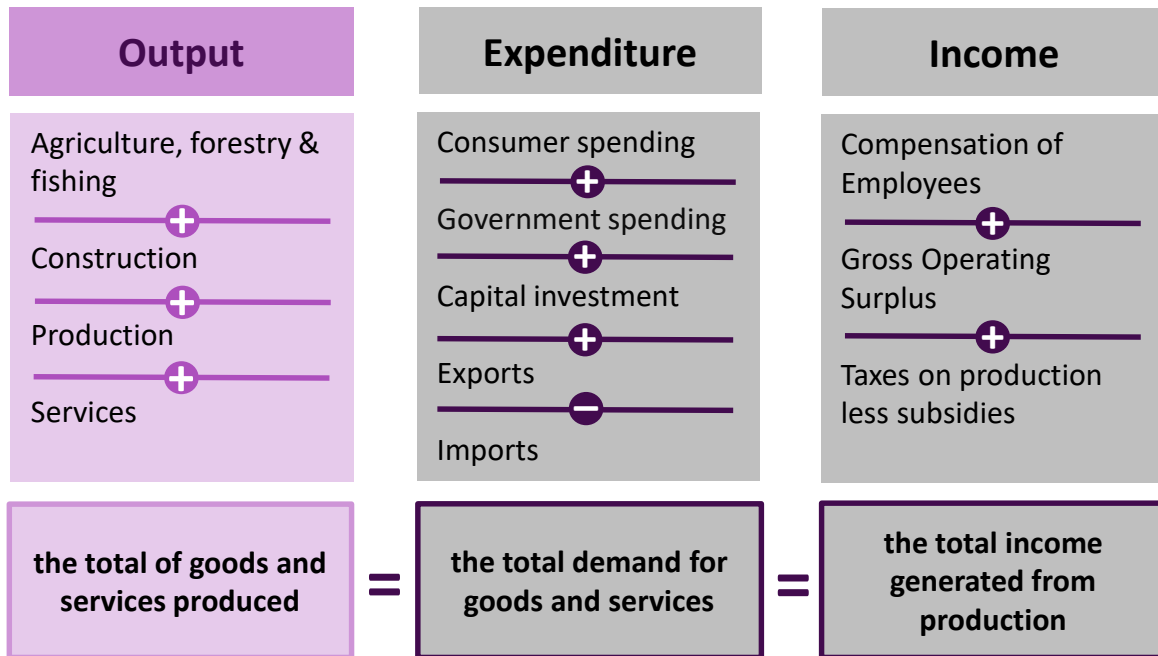 Output
Agriculture, forestry &
fishing
+
Construction
+
Production
+
Services
the total of goods and
services produced
=
Expenditure
Consumer spending
+
Government spending
+
Capital investment
+
Exports
−
Imports
the total demand for
goods and services
=
Income
Compensation of
Employees
+
Gross Operating
Surplus
+
Taxes on production
less subsidies
the total income
generated from
production